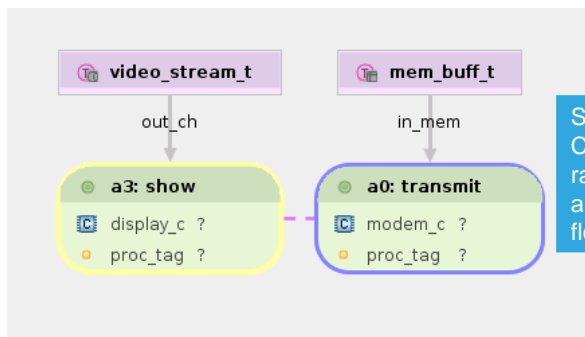 video_stream_t
mem_buff_t
out_ch
in_mem
a3: show
display_c ?
proc_tag ?
a0: transmit
modem_c ?
proc_tag ?